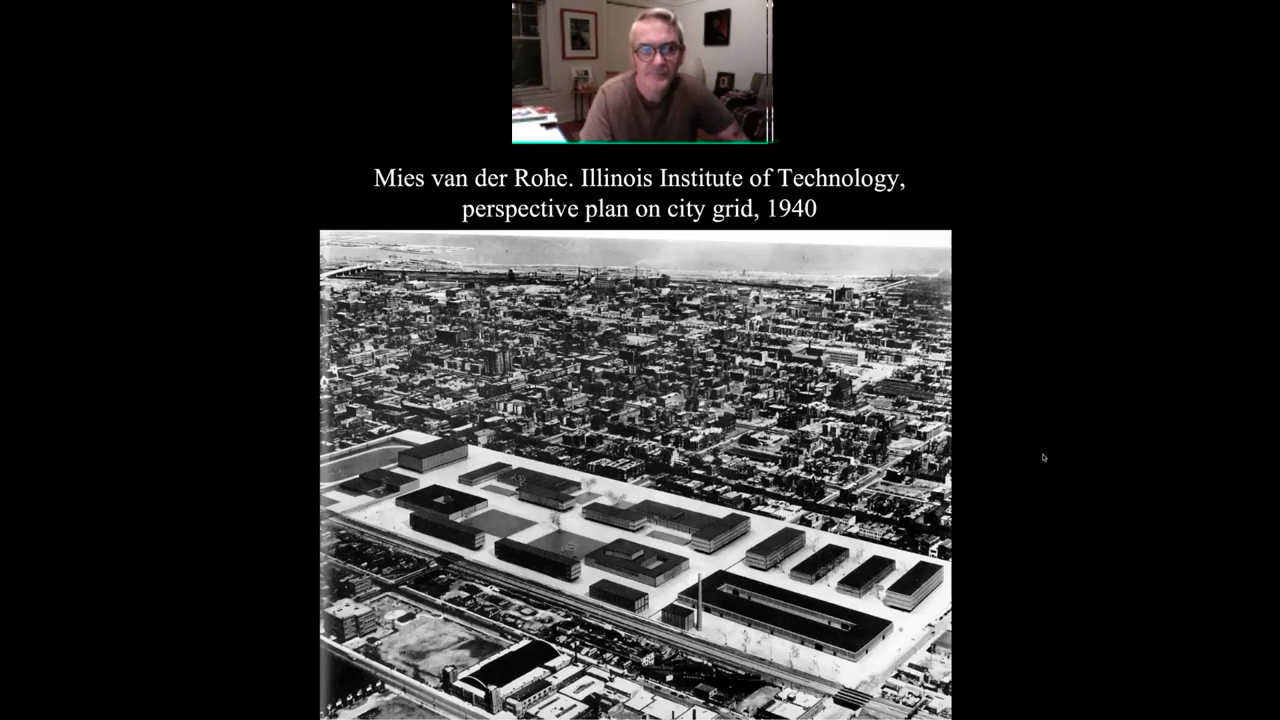 Mies van der Rohe. Illinois Institute of Technology,
perspective plan on city grid, 1940